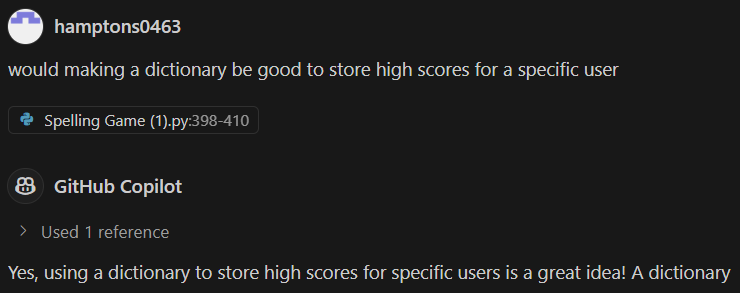 hamptons0463
would making a dictionary be good to store high scores for a specific user
Spelling Game (1).py:398-410
GitHub Copilot
Used 1 reference
Yes, using a dictionary to store high scores for specific users is a great idea! A dictionary